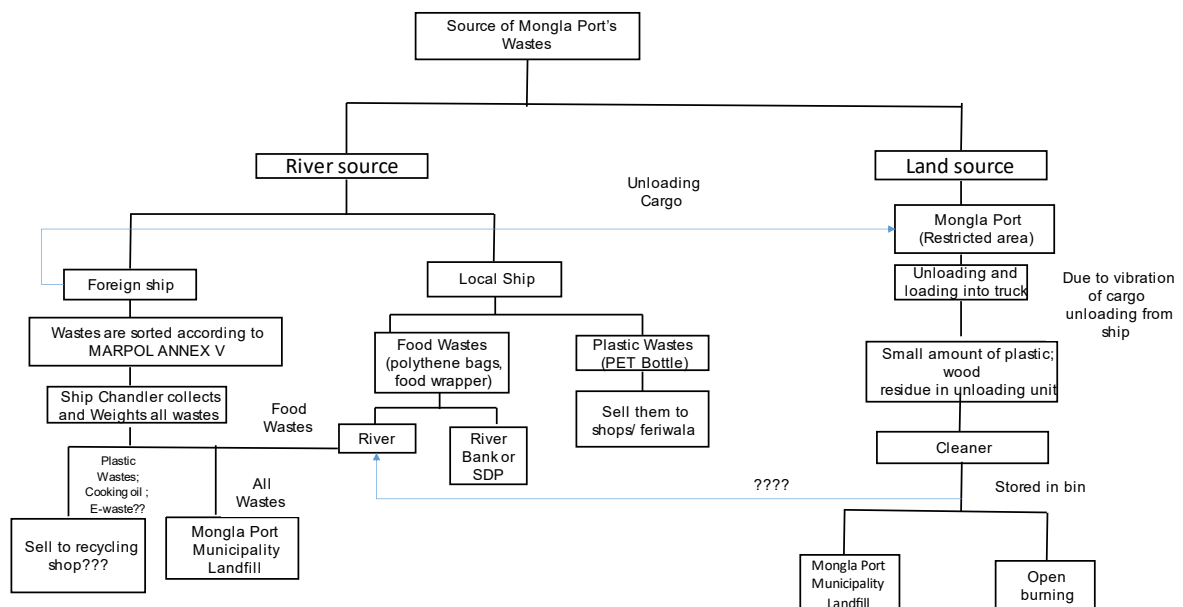 Source of Mongla Port's
Wastes
River source
Land source
Unloading
Cargo
Mongla Port
(Restricted area)
Foreign ship
Local Ship
Unloading and
loading into truck
Due to vibration
of cargo
unloading from
ship
Wastes are sorted according to
MARPOL ANNEX V
Food Wastes
(polythene bags,
food wrapper)
Plastic Wastes
(PET Bottle)
Small amount of plastic;
wood
residue in unloading unit
Ship Chandler collects
and Weights all wastes
Food
Wastes
River
River
Bank or
SDP
Sell them to
shops/ feriwala
Cleaner
Plastic
Wastes;
Cooking oil ;
E-waste??
All
Wastes
????
Stored in bin
Sell to recycling
shop???
Mongla Port
Municipality
Landfill
Mongla Port
Municipality
Landfill
Open
burning